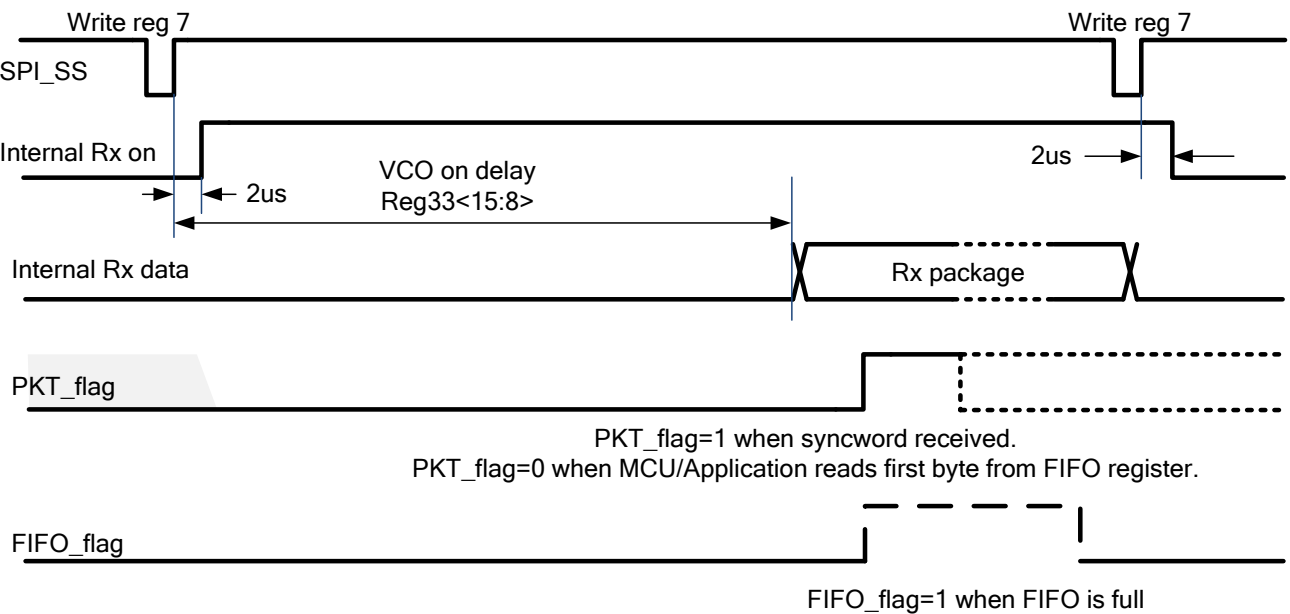 Write reg 7
Write reg 7
SPI_SS
Internal Rx on
2us
VCO on delay
2us
Reg33<15:8>
Internal Rx data
Rx package
PKT_flag
PKT_flag=1 when syncword received.
PKT_flag=0 when MCU/Application reads first byte from FIFO register.
FIFO_flag
FIFO_flag=1 when FIFO is full